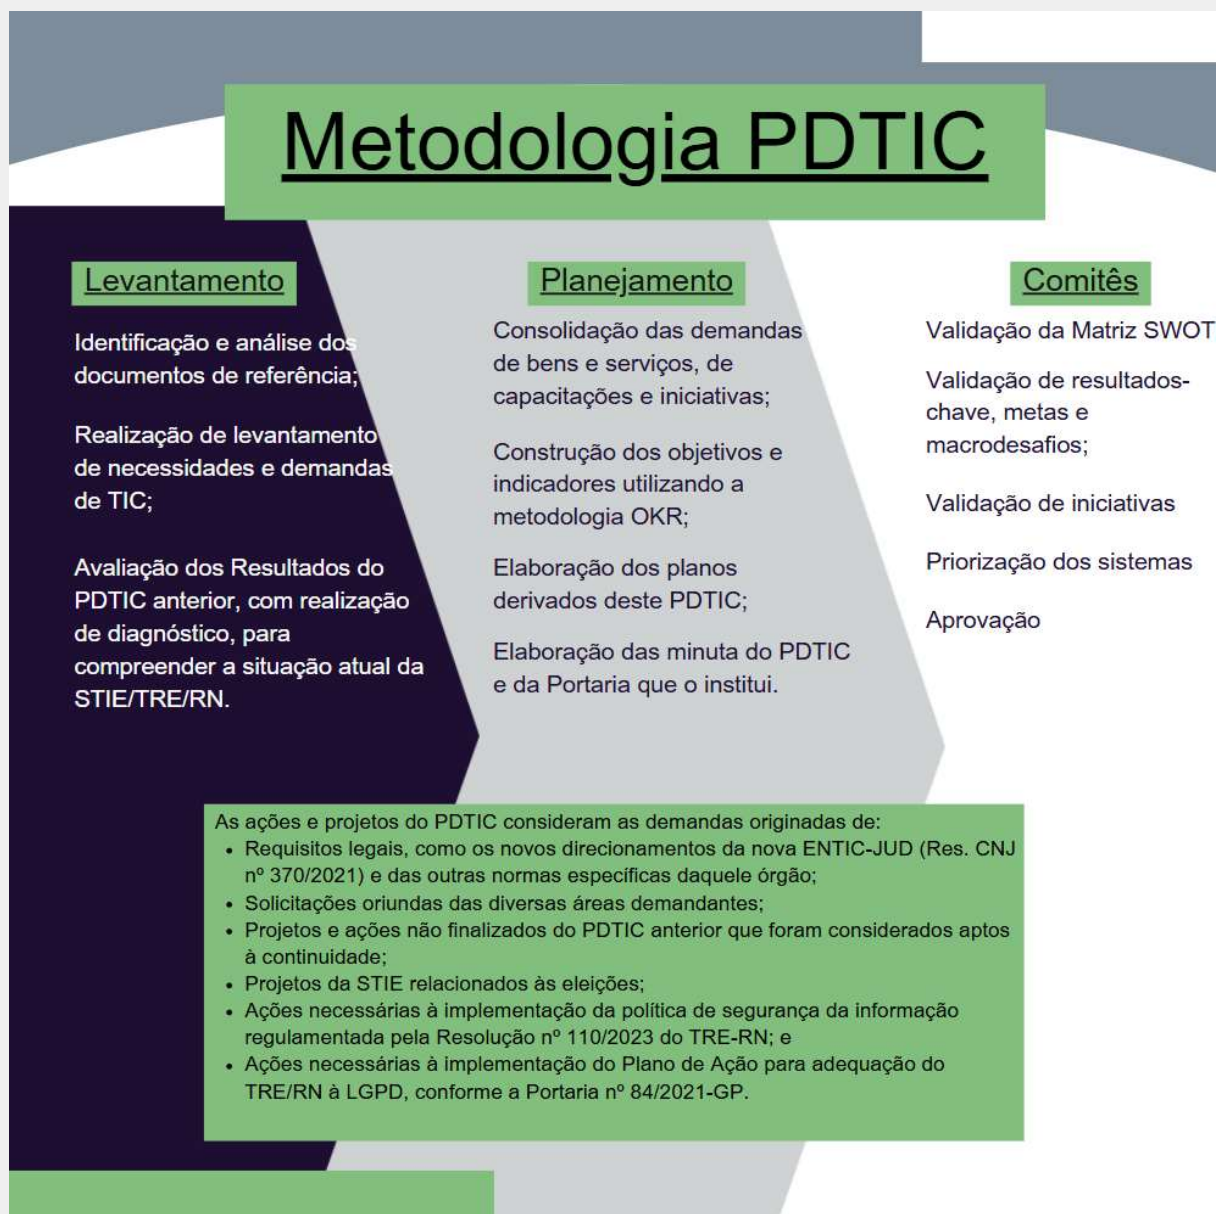 Metodologia PDTIC
Levantamento
Identificação e análise dos
documentos de referência;
Realização de levantamento
de necessidades e demandas
de TIC;
Avaliação dos Resultados do
PDTIC anterior, com realização
de diagnóstico, para
compreender a situação atual da
STIE/TRE/RN.
Planejamento
Consolidação das demandas
de bens e serviços, de
capacitações e iniciativas;
Construção dos objetivos e
indicadores utilizando a
metodologia OKR;
Elaboração dos planos
derivados deste PDTIC;
Elaboração das minuta do PDTIC
e da Portaria que o institui.
Comitês
Validação da Matriz SWOT
Validação de resultados-
chave, metas e
macrodesafios;
Validação de iniciativas
Priorização dos sistemas
Aprovação
As ações e projetos do PDTIC consideram as demandas originadas de:
• Requisitos legais, como os novos direcionamentos da nova ENTIC-JUD (Res. CNJ
nº 370/2021) e das outras normas específicas daquele órgão;
• Solicitações oriundas das diversas áreas demandantes;
• Projetos e ações não finalizados do PDTIC anterior que foram considerados aptos
à continuidade;
• Projetos da STIE relacionados às eleições;
• Ações necessárias à implementação da política de segurança da informação
regulamentada pela Resolução nº 110/2023 do TRE-RN; e
• Ações necessárias à implementação do Plano de Ação para adequação do
TRE/RN à LGPD, conforme a Portaria nº 84/2021-GP.